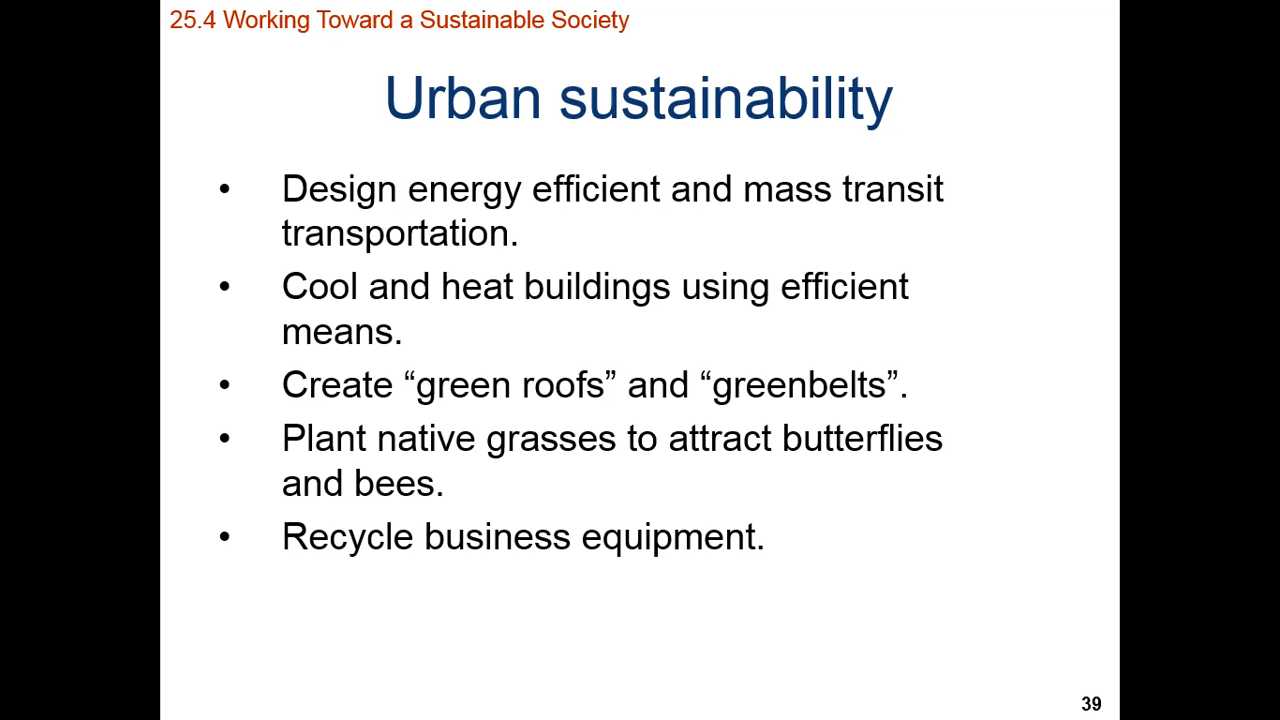 25.4 Working Toward a Sustainable Society
Urban sustainability
• Design energy efficient and mass transit
transportation.
• Cool and heat buildings using efficient
means.
• Create “green roofs” and “greenbelts”.
• Plant native grasses to attract butterflies
and bees.
• Recycle business equipment.
39